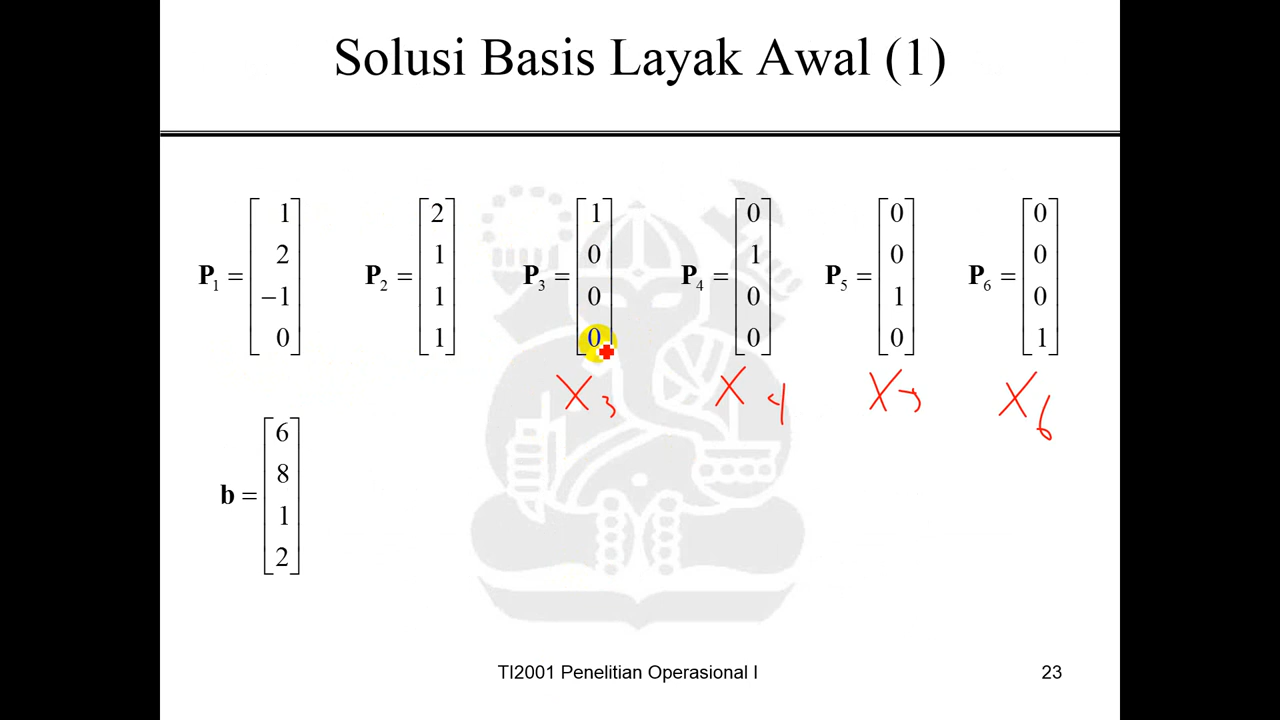 Solusi Basis Layak Awal (1)
P₁ = [1 2 −1 0] P₂ = [2 1 1 1] P₃ = [1 0 0 0] P₄ = [0 1 0 0] P₅ = [0 0 1 0] P₆ = [0 0 0 1]
X₃ X₄ X₅ X₆
b = [6 8 1 2]
TI2001 Penelitian Operasional I 23